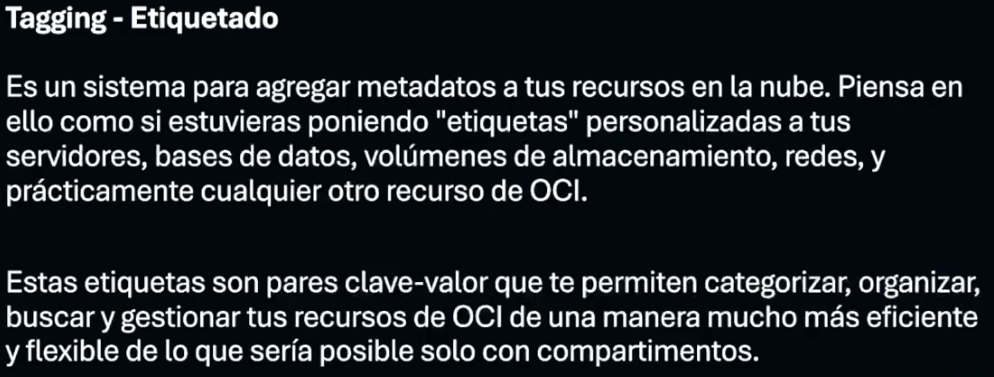 Tagging - Etiquetado
Es un sistema para agregar metadatos a tus recursos en la nube. Piensa en
ello como si estuvieras poniendo "etiquetas" personalizadas a tus
servidores, bases de datos, volúmenes de almacenamiento, redes, y
prácticamente cualquier otro recurso de OCI.
Estas etiquetas son pares clave-valor que te permiten categorizar, organizar,
buscar y gestionar tus recursos de OCI de una manera mucho más eficiente
y flexible de lo que sería posible solo con compartimentos.